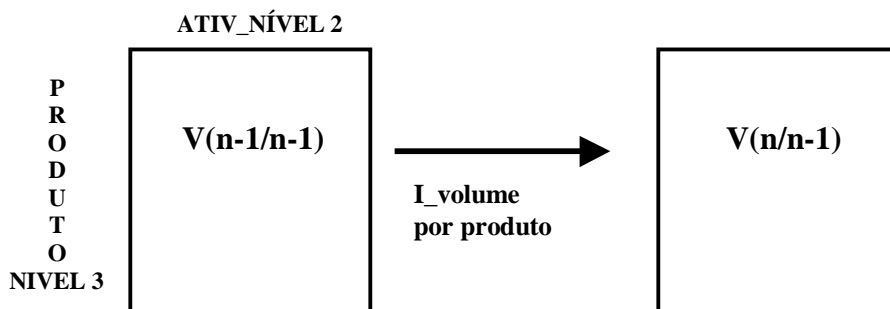 ATIV_NÍVEL 2
P
R
O
D
U
T
O
NIVEL 3
V(n-1/n-1)
I_volume
por produto
V(n/n-1)